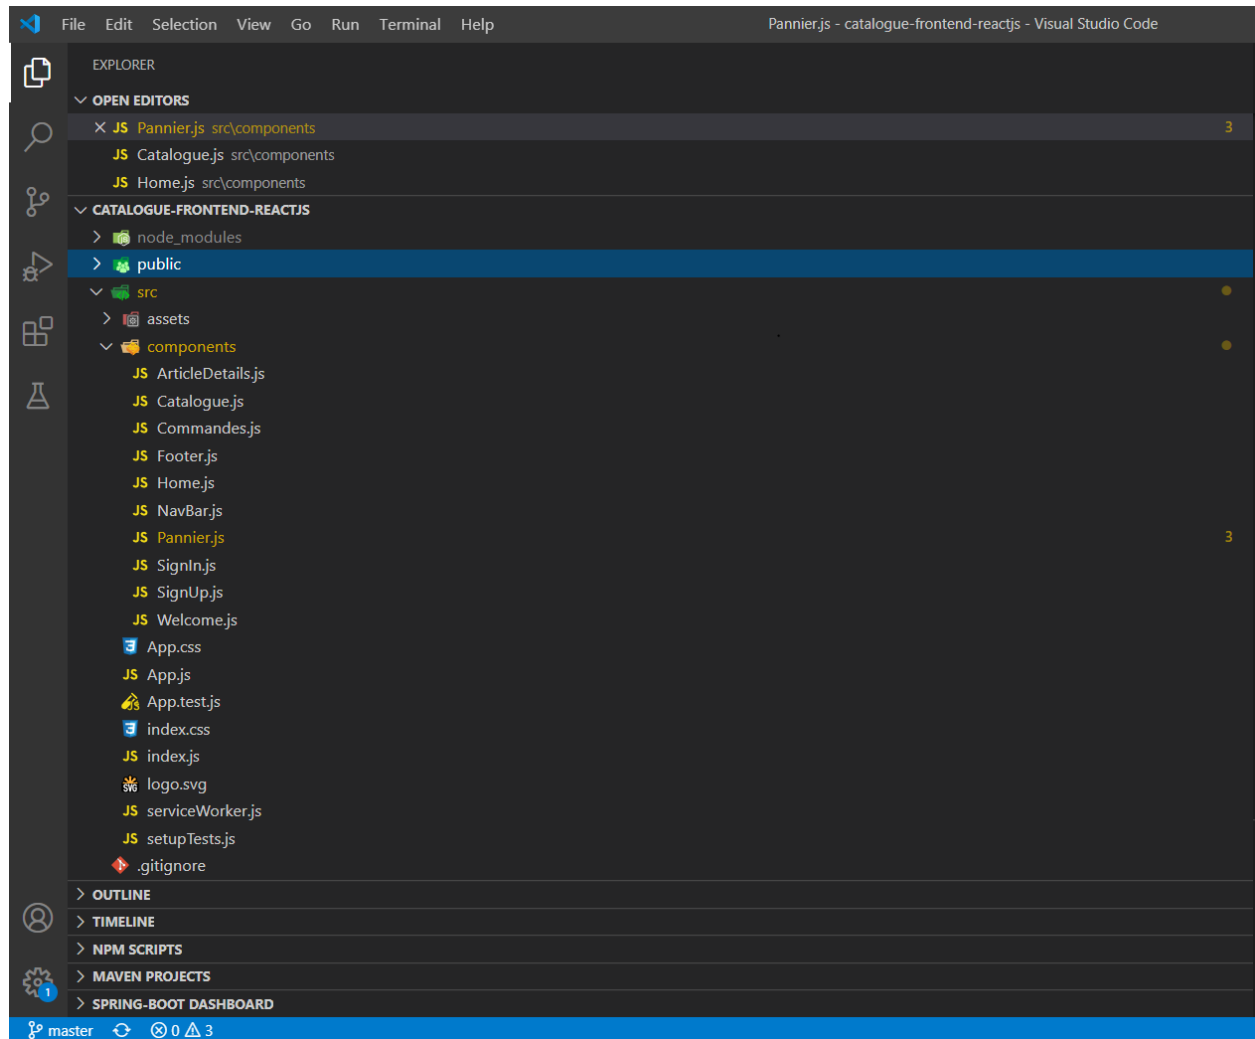 File Edit Selection View Go Run Terminal Help Pannier.js - catalogue-frontend-reactjs - Visual Studio Code
EXPLORER
OPEN EDITORS
JS Pannier.js src\components 3
JS Catalogue.js src\components
JS Home.js src\components
CATALOGUE-FRONTEND-REACTJS
node_modules
public
src
assets
components
JS ArticleDetails.js
JS Catalogue.js
JS Commandes.js
JS Footer.js
JS Home.js
JS NavBar.js
JS Pannier.js 3
JS SignIn.js
JS SignUp.js
JS Welcome.js
App.css
JS App.js
App.test.js
index.css
JS index.js
SVG logo.svg
JS serviceWorker.js
JS setupTests.js
.gitignore
OUTLINE
TIMELINE
NPM SCRIPTS
MAVEN PROJECTS
1
SPRING-BOOT DASHBOARD
master 0 3